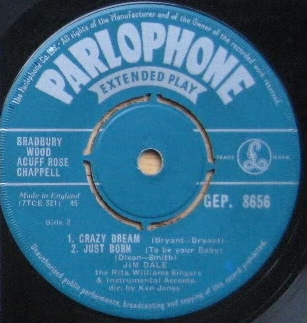 The Parlophone Co. Ltd. All rights of the Manufacturer and of the Owner of the recorded work reserved.
PARLOPHONE
EXTENDED PLAY
BRADBURY
WOOD
ACUFF ROSE
CHAPPELL
TRADE MARK
Made in England
(7TCE 321) 45
GEP. 8656
Side 2
1. CRAZY DREAM (Bryant-Bryant)
2. JUST BORN (To be your Baby)
(Dixon-Smith)
JIM DALE
the Rita Williams Singers
& Instrumental Accomp.
dir. by Ken Jones
Unauthorised public performance, broadcasting and copying of this record